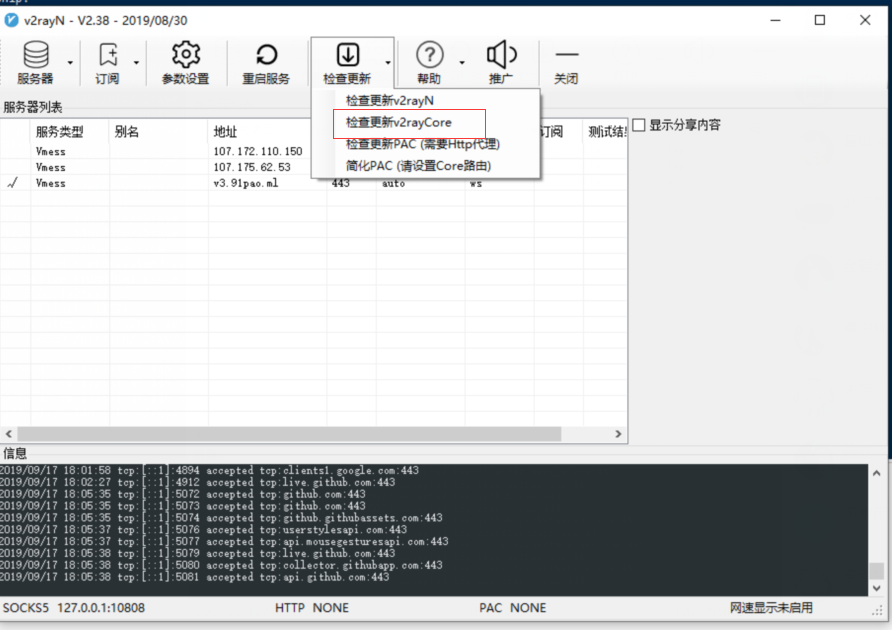 v2rayN - V2.38 - 2019/08/30
服务器
订阅
参数设置
重启服务
检查更新
帮助
推广
关闭
检查更新v2rayN
检查更新v2rayCore
检查更新PAC (需要Http代理)
简化PAC (请设置Core路由)
服务器列表
服务类型 别名 地址 订阅 测试结
显示分享内容
Vmess 107.172.110.150
Vmess 107.175.62.53
Vmess v3.91pao.ml 443 auto ws
信息
2019/09/17 18:01:58 tcp:[::1]:4894 accepted tcp:clients1.google.com:443
2019/09/17 18:02:27 tcp:[::1]:4912 accepted tcp:live.github.com:443
2019/09/17 18:05:35 tcp:[::1]:5072 accepted tcp:github.com:443
2019/09/17 18:05:35 tcp:[::1]:5073 accepted tcp:github.com:443
2019/09/17 18:05:35 tcp:[::1]:5074 accepted tcp:github.githubassets.com:443
2019/09/17 18:05:37 tcp:[::1]:5076 accepted tcp:userstylesapi.com:443
2019/09/17 18:05:37 tcp:[::1]:5077 accepted tcp:api.mousegesturesapi.com:443
2019/09/17 18:05:38 tcp:[::1]:5079 accepted tcp:live.github.com:443
2019/09/17 18:05:38 tcp:[::1]:5080 accepted tcp:collector.githubapp.com:443
2019/09/17 18:05:38 tcp:[::1]:5081 accepted tcp:api.github.com:443
SOCKS5 127.0.0.1:10808 HTTP NONE PAC NONE 网速显示未启用